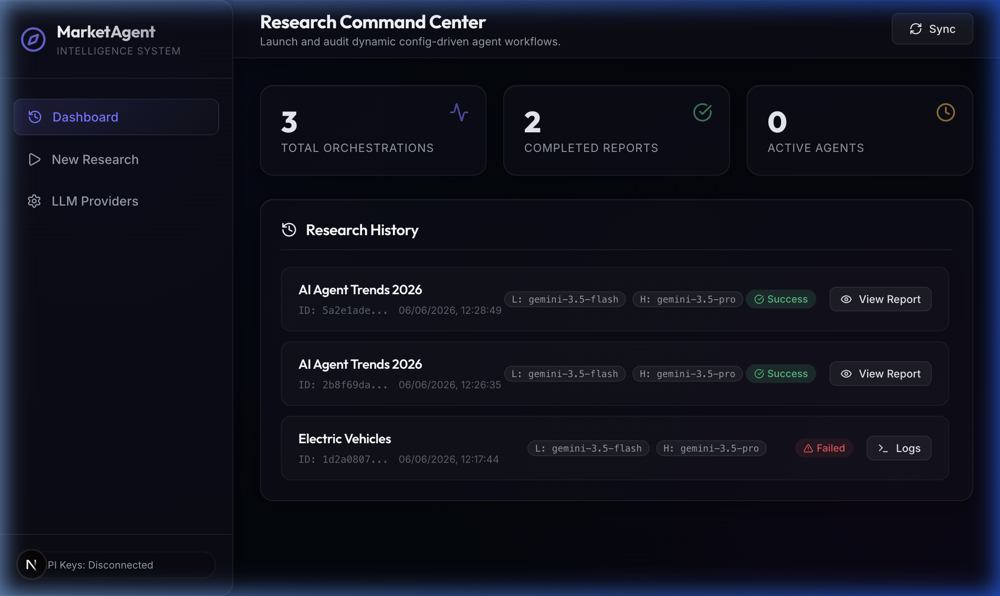 MarketAgent
INTELLIGENCE SYSTEM
Dashboard
New Research
LLM Providers
N PI Keys: Disconnected
Research Command Center
Launch and audit dynamic config-driven agent workflows.
Sync
3
TOTAL ORCHESTRATIONS
2
COMPLETED REPORTS
0
ACTIVE AGENTS
Research History
AI Agent Trends 2026
ID: 5a2e1ade... 06/06/2026, 12:28:49
L: gemini-3.5-flash H: gemini-3.5-pro Success View Report
AI Agent Trends 2026
ID: 2b8f69da... 06/06/2026, 12:26:35
L: gemini-3.5-flash H: gemini-3.5-pro Success View Report
Electric Vehicles
ID: 1d2a0807... 06/06/2026, 12:17:44
L: gemini-3.5-flash H: gemini-3.5-pro Failed Logs